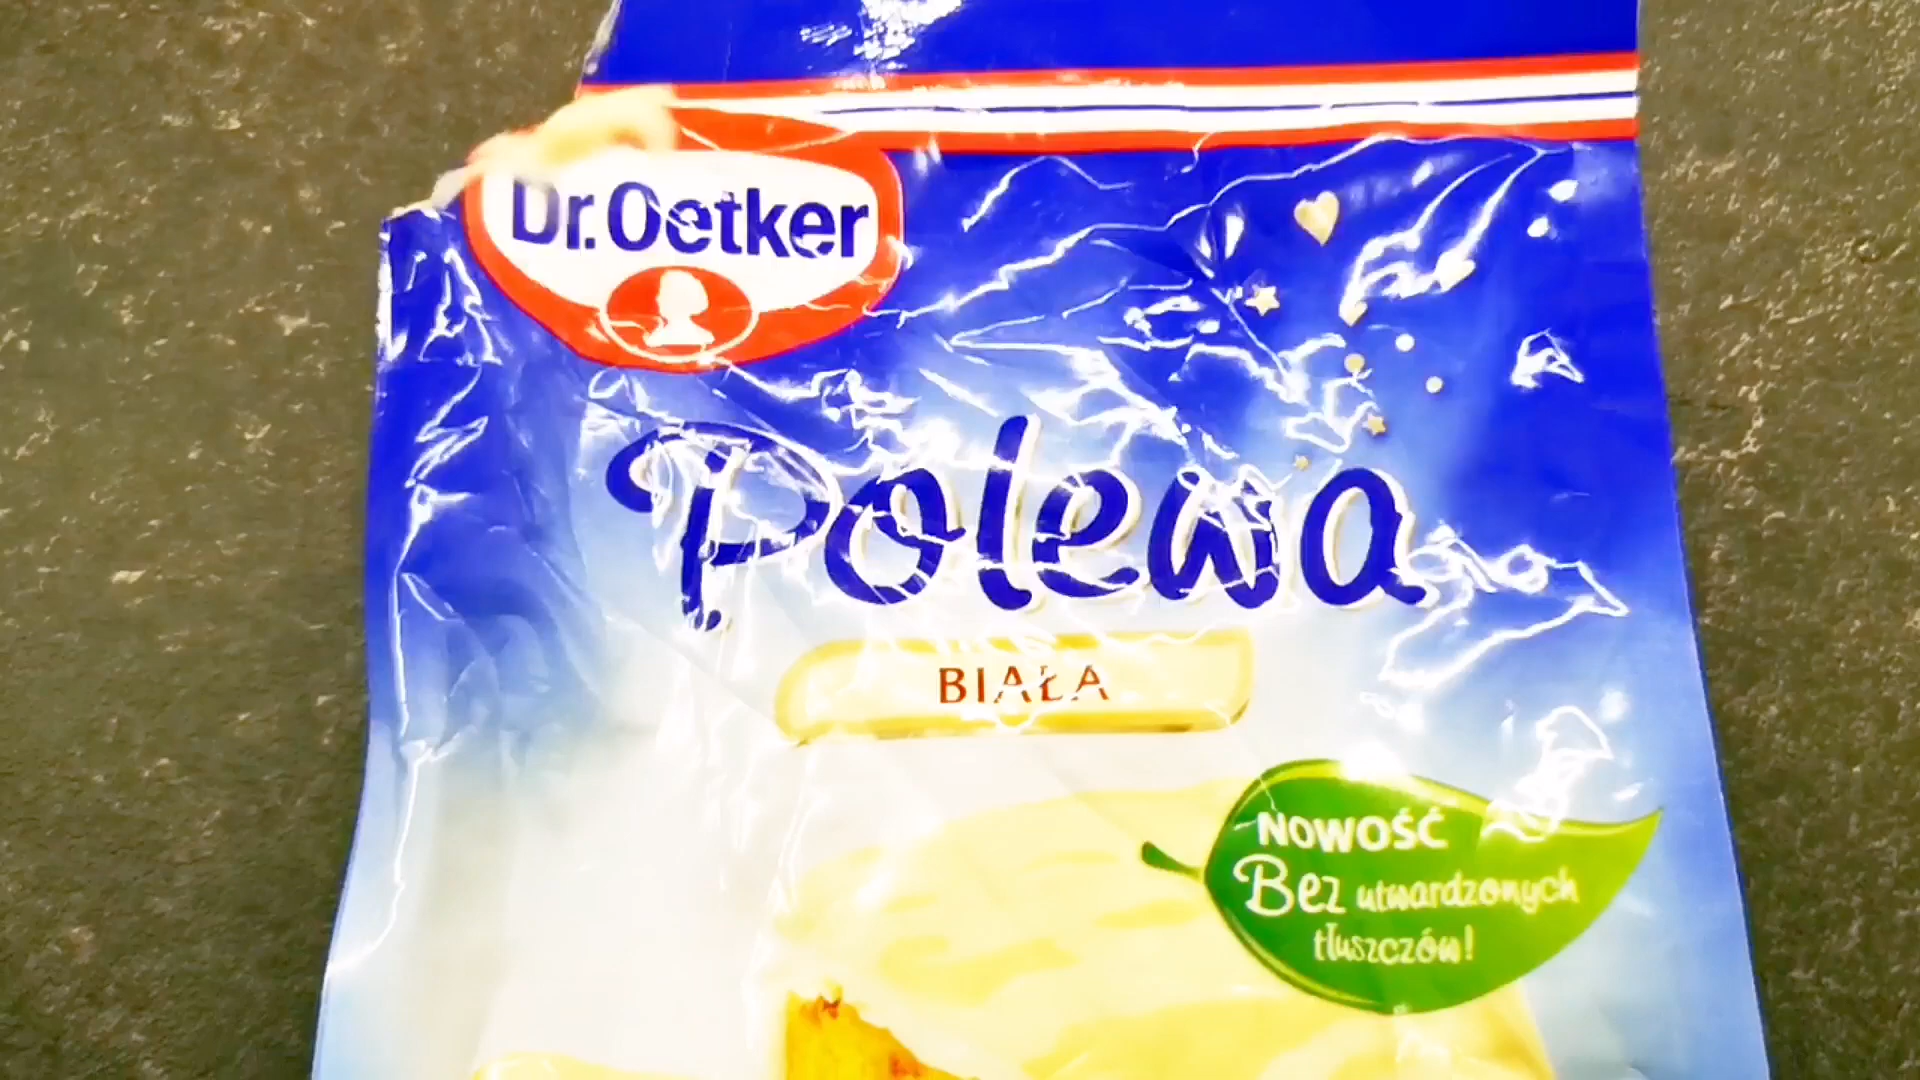 Dr.Oetker
Polewa
BIAŁA
NOWOŚĆ
Bez utwardzonych
tłuszczów!